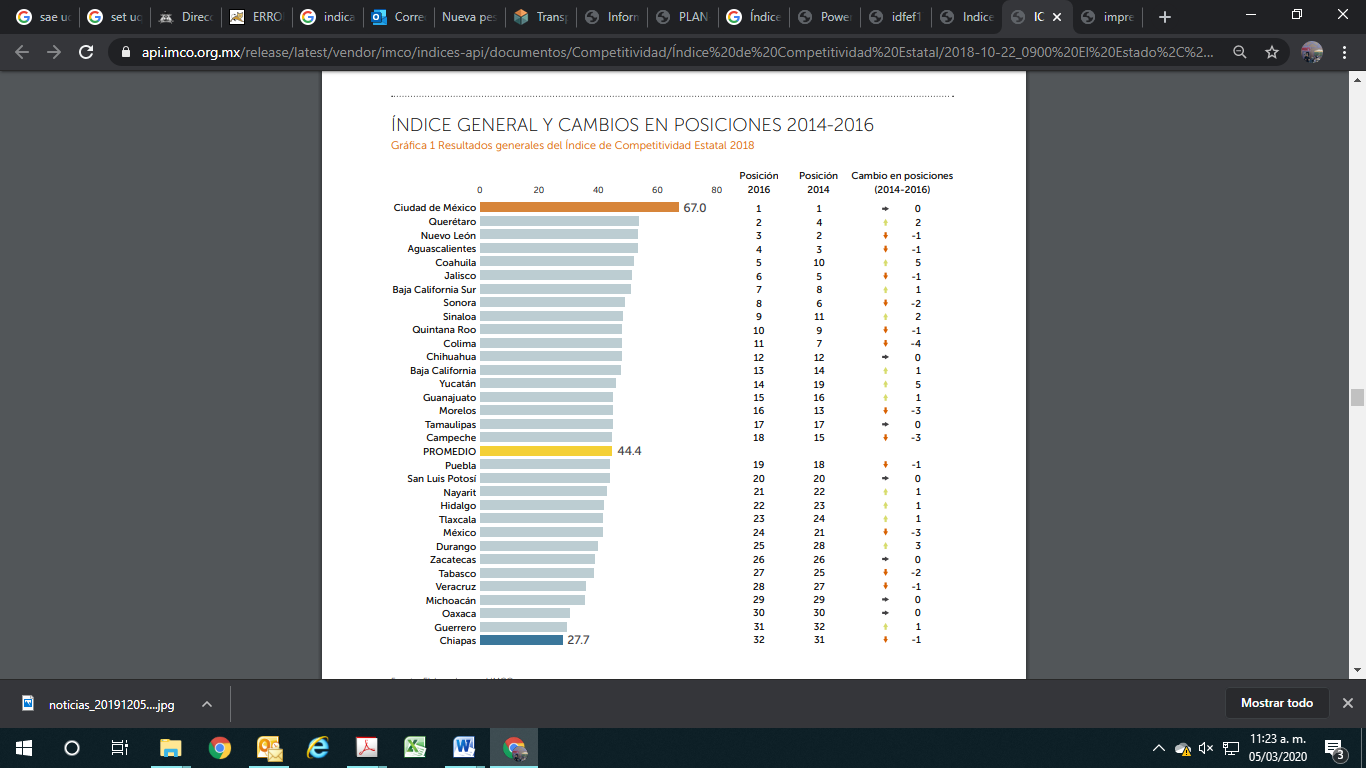 sae uc
set uc
Direcc
ERRO
indica
Corre
Nueva pes
Transp
Inform
PLAN
Índice
Power
idfef1
Indice
IC
impre
api.imco.org.mx/release/latest/vendor/imco/indices-api/documentos/Competitividad/Índice%20de%20Competitividad%20Estatal/2018-10-22_0900%20El%20Estado%2C%2...
ÍNDICE GENERAL Y CAMBIOS EN POSICIONES 2014-2016
Gráfica 1 Resultados generales del Índice de Competitividad Estatal 2018
Posición Posición Cambio en posiciones
0 20 40 60 80 2016 2014 (2014-2016)
Ciudad de México 67.0 1 1 0
Querétaro 2 4 2
Nuevo León 3 2 -1
Aguascalientes 4 3 -1
Coahuila 5 10 5
Jalisco 6 5 -1
Baja California Sur 7 8 1
Sonora 8 6 -2
Sinaloa 9 11 2
Quintana Roo 10 9 -1
Colima 11 7 -4
Chihuahua 12 12 0
Baja California 13 14 1
Yucatán 14 19 5
Guanajuato 15 16 1
Morelos 16 13 -3
Tamaulipas 17 17 0
Campeche 18 15 -3
PROMEDIO 44.4
Puebla 19 18 -1
San Luis Potosí 20 20 0
Nayarit 21 22 1
Hidalgo 22 23 1
Tlaxcala 23 24 1
México 24 21 -3
Durango 25 28 3
Zacatecas 26 26 0
Tabasco 27 25 -2
Veracruz 28 27 -1
Michoacán 29 29 0
Oaxaca 30 30 0
Guerrero 31 32 1
Chiapas 27.7 32 31 -1
noticias_20191205....jpg
Mostrar todo
11:23 a. m.
05/03/2020
3